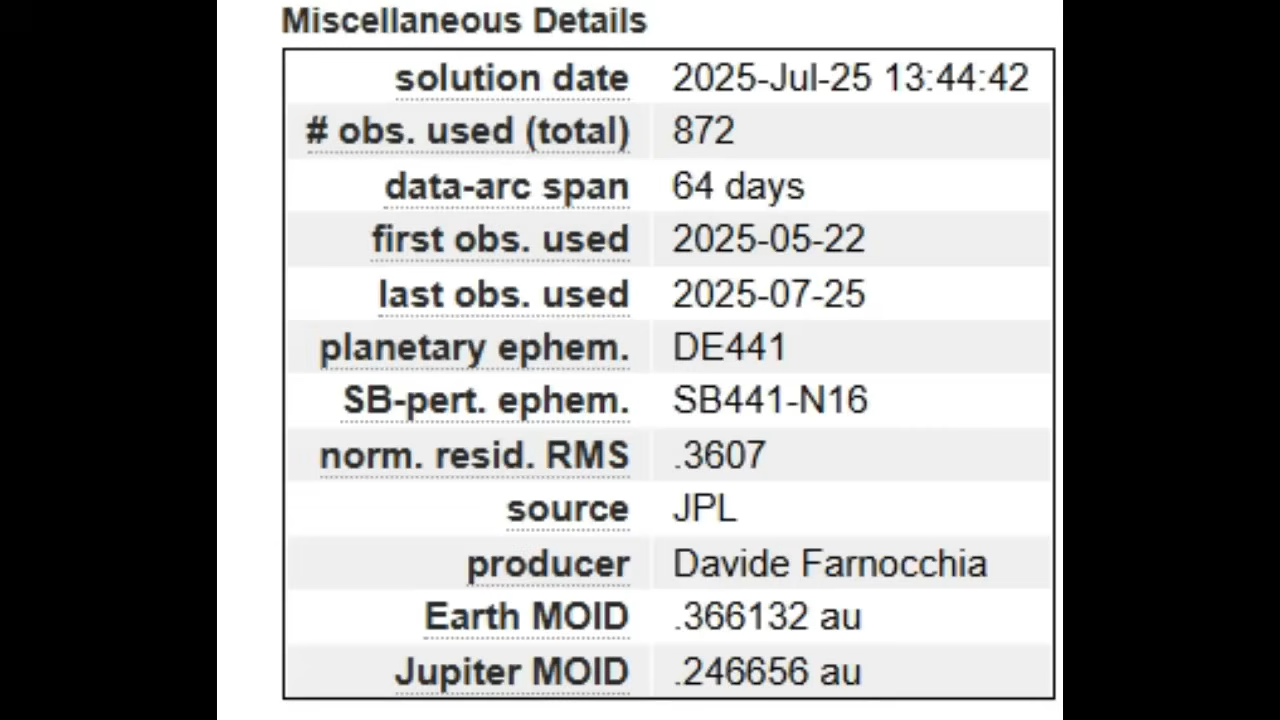 Miscellaneous Details
solution date 2025-Jul-25 13:44:42
# obs. used (total) 872
data-arc span 64 days
first obs. used 2025-05-22
last obs. used 2025-07-25
planetary ephem. DE441
SB-pert. ephem. SB441-N16
norm. resid. RMS .3607
source JPL
producer Davide Farnocchia
Earth MOID .366132 au
Jupiter MOID .246656 au